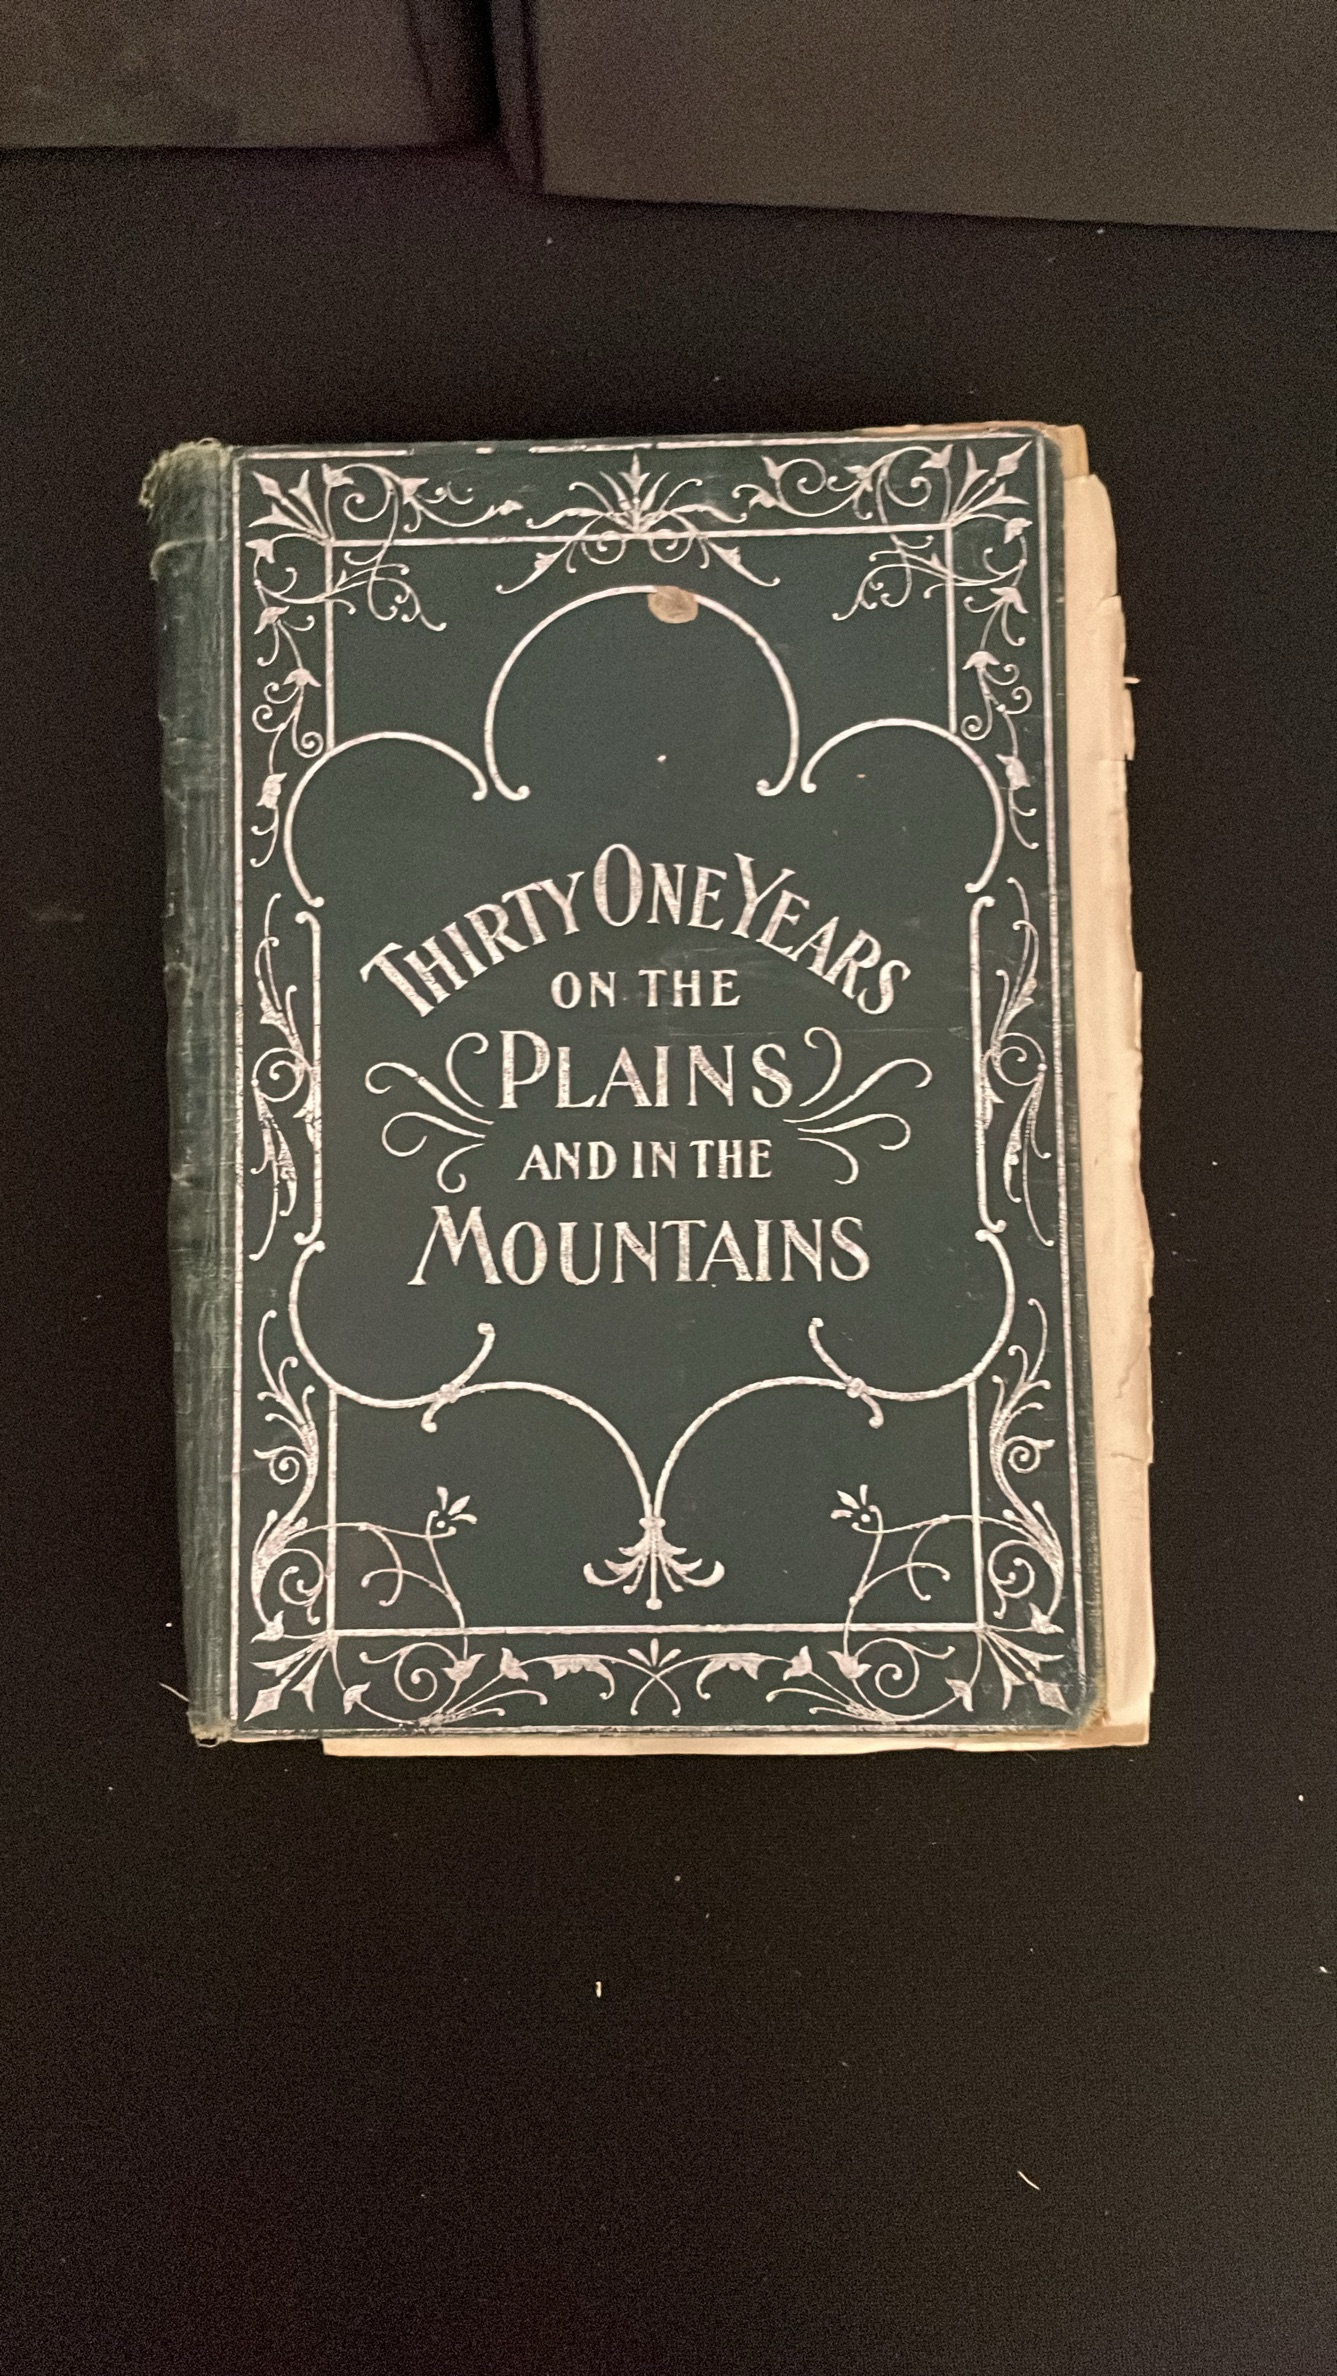 THIRTY ONE YEARS
ON THE
PLAINS
AND IN THE
MOUNTAINS